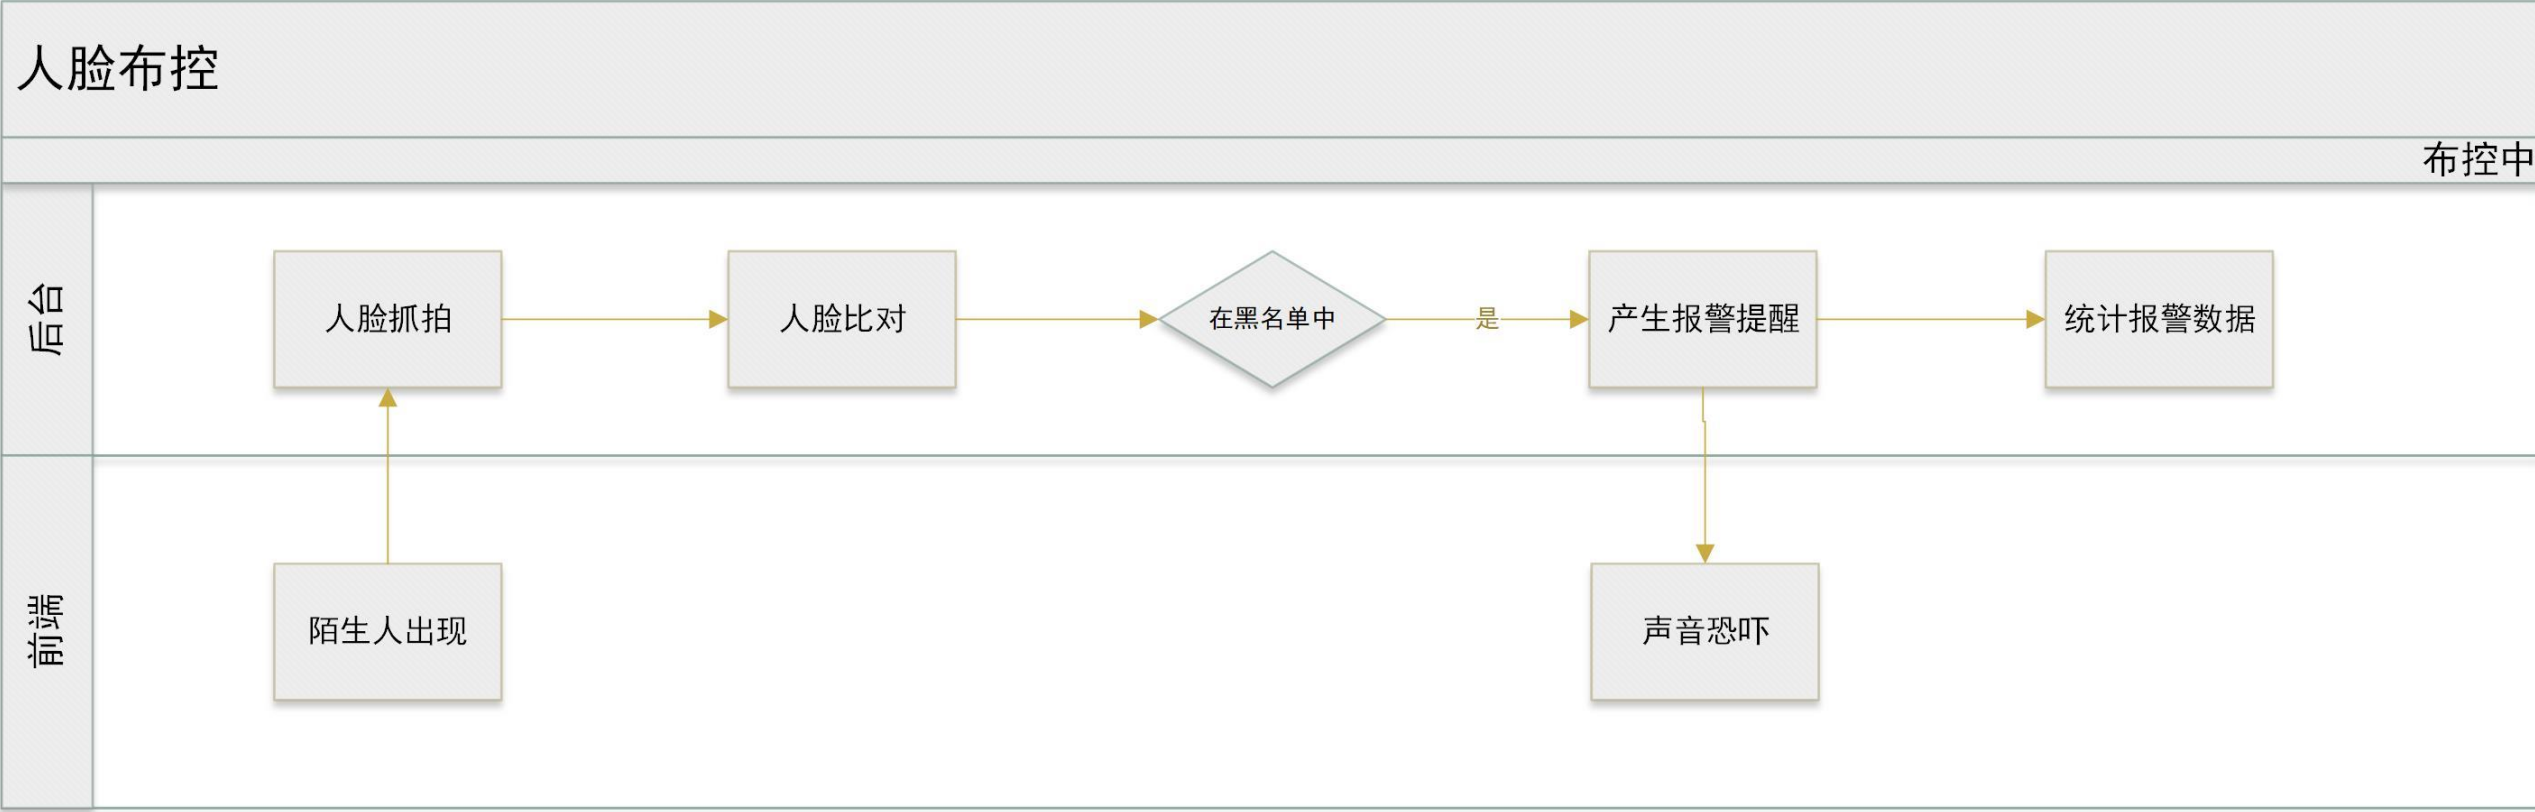 人脸布控
布控中
后台
人脸抓拍
人脸比对
在黑名单中
是
产生报警提醒
统计报警数据
前端
陌生人出现
声音恐吓